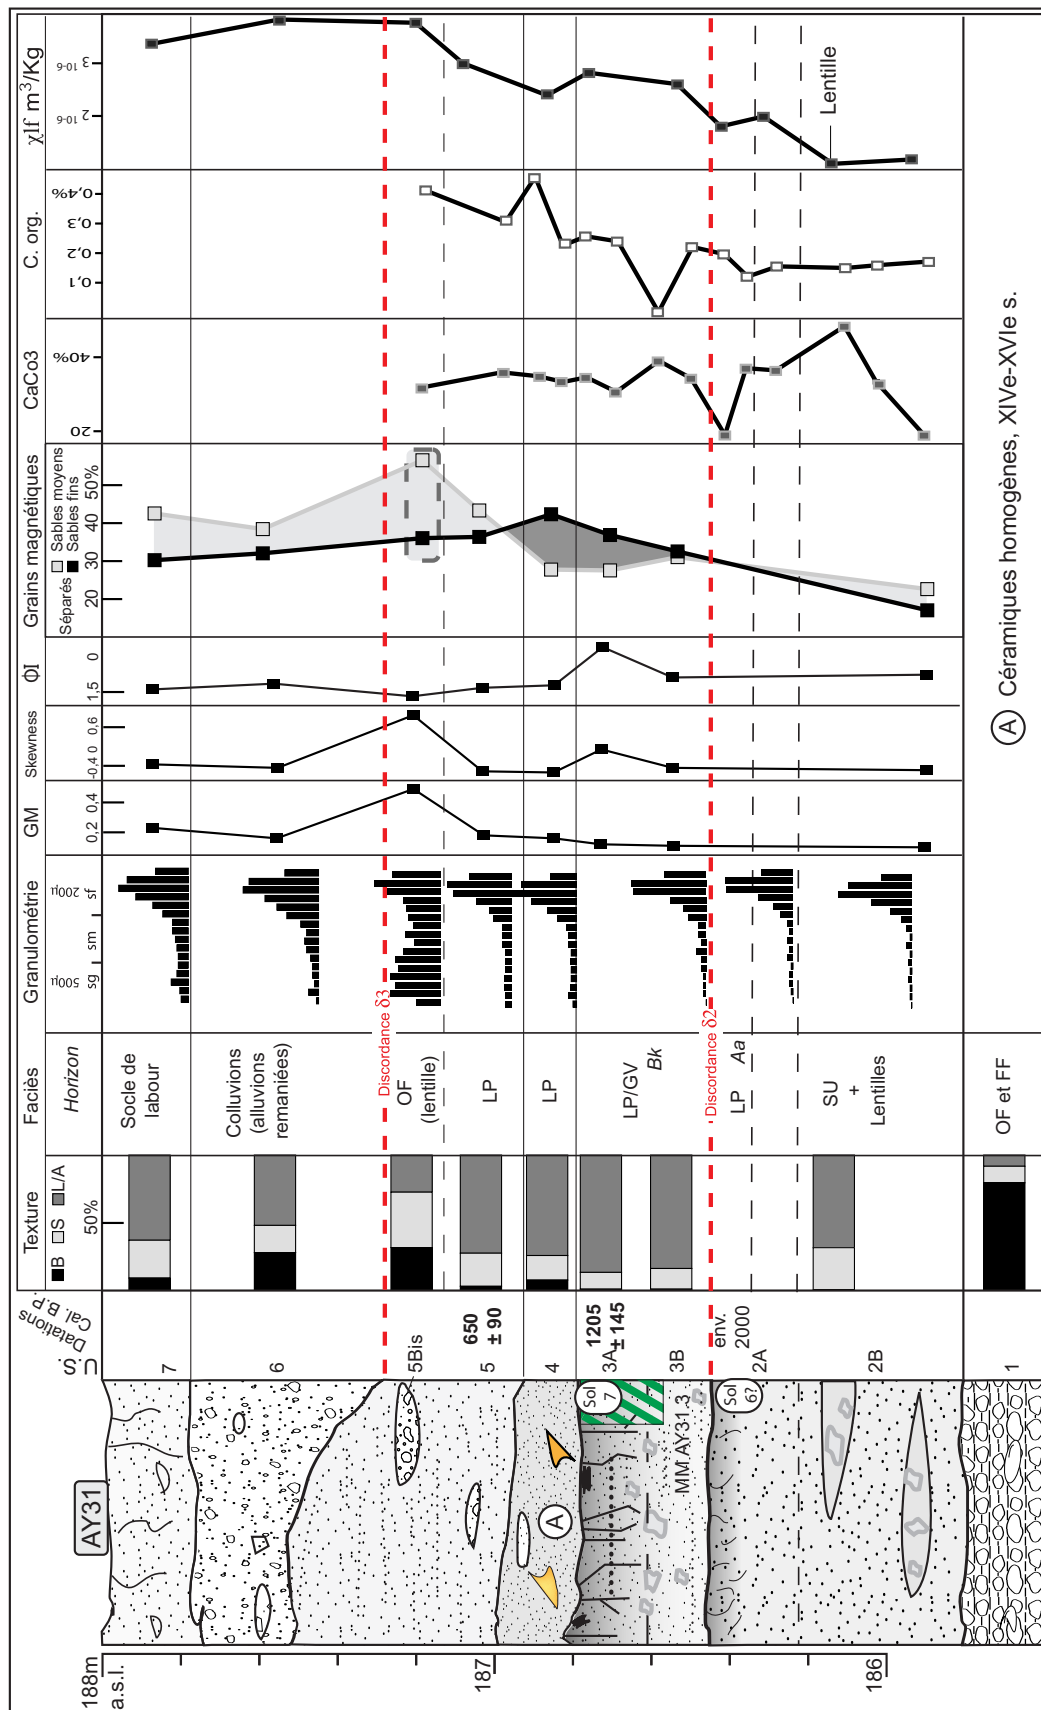 AY31
188m
a.s.l.
187
186
U.S.
Datations
Cal. B.P.
7
6
5Bis
5
4
3A
3B
2A
2B
1
650
± 90
1205
± 145
env.
2000
Sol
7
Sol
6?
MM AY31.3
A
Texture
B S L/A
50%
Faciès
Horizon
Socle de
labour
Colluvions
(alluvions
remaniées)
Discordance δ3
OF
(lentille)
LP
LP
LP/GV
Bk
Discordance δ2
LP
Aa
SU
+
Lentilles
OF et FF
Granulométrie
500µ 200µ
sg sm sf
GM
0,2 0,4
Skewness
-0,4 0 0,6
ΦI
1,5 0
Grains magnétiques
Séparés
Sables moyens
Sables fins
20 30 40 50%
CaCo3
20 40%
C. org.
0,1 0,2 0,3 0,4%
χlf m³/Kg
2 10-6 3 10-6
Lentille
A Céramiques homogènes, XIVe-XVIe s.